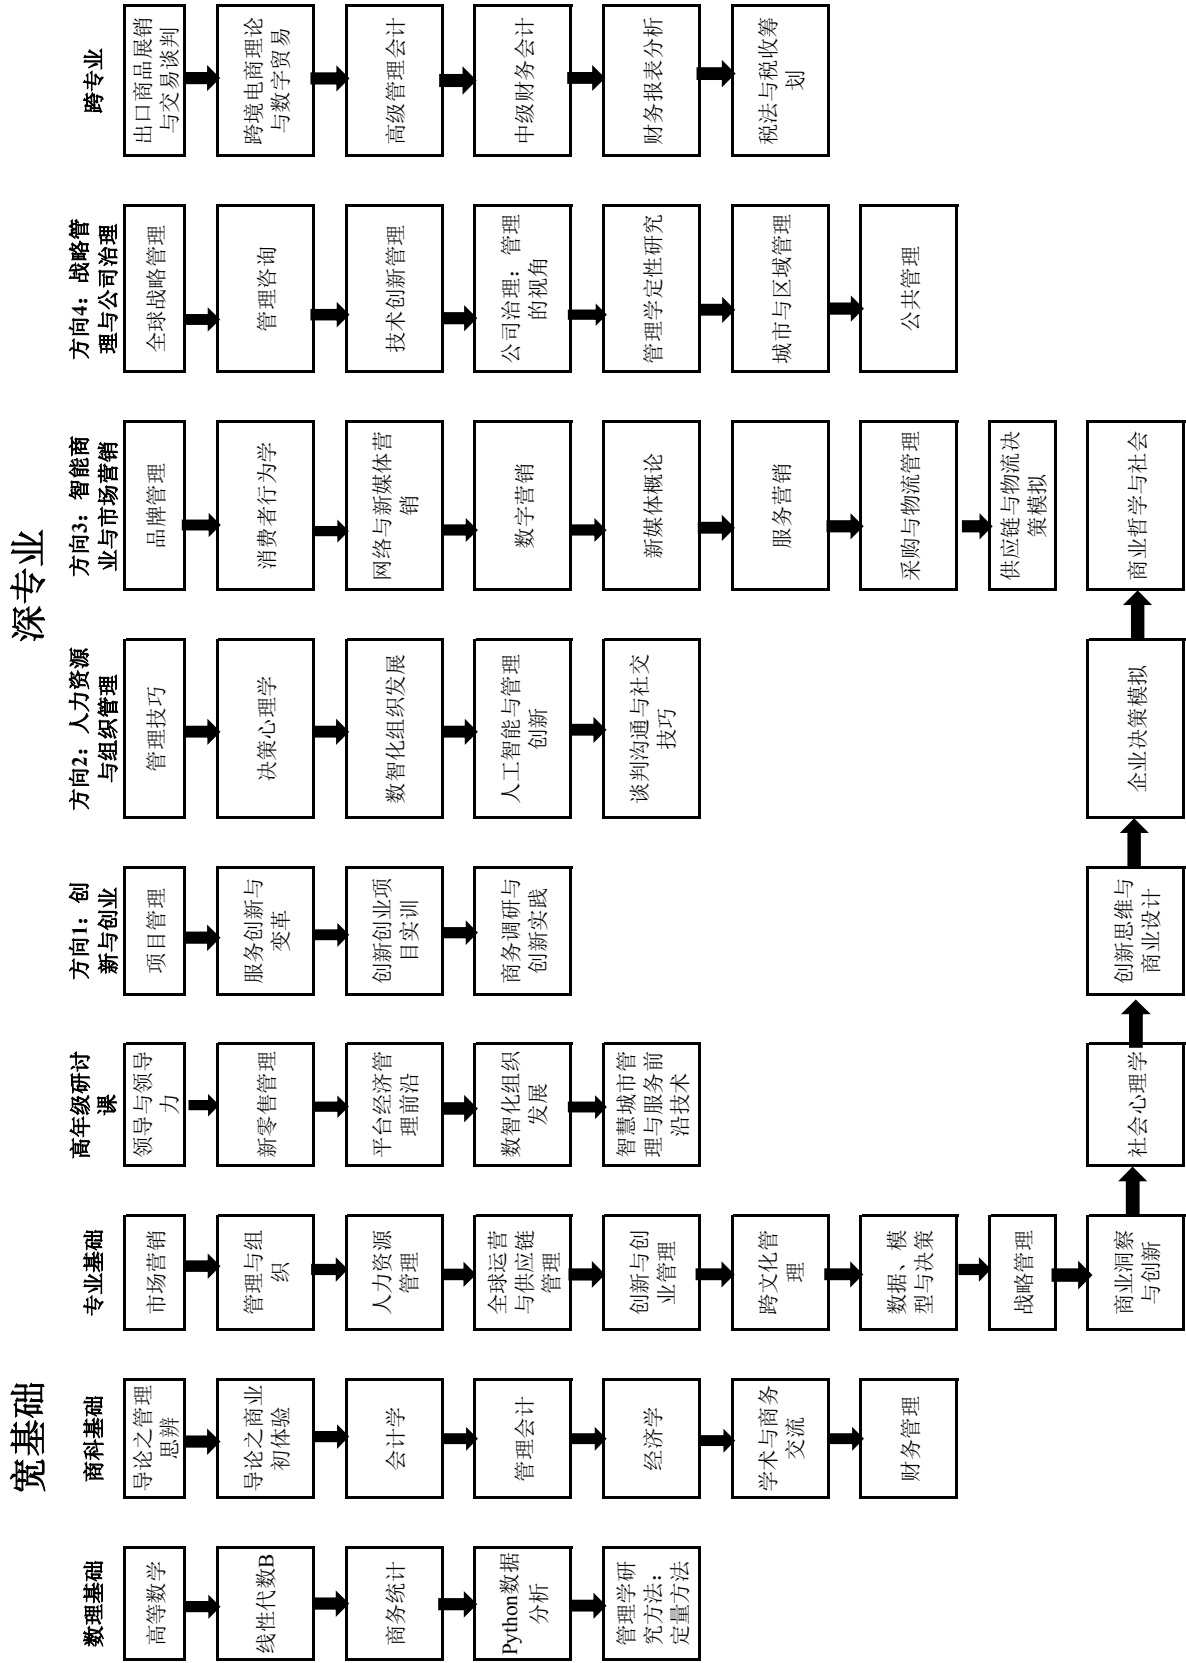 宽基础
深专业
数理基础
高等数学
线性代数B
商务统计
Python数据
分析
管理学研
究方法：
定量方法
商科基础
导论之管理
思辨
导论之商业
初体验
会计学
管理会计
经济学
学术与商务
交流
财务管理
专业基础
市场营销
管理与组
织
人力资源
管理
全球运营
与供应链
管理
创新与创
业管理
跨文化管
理
数据、模
型与决策
战略管理
商业洞察
与创新
高年级研讨
课
领导与领导
力
新零售管理
平台经济管
理前沿
数智化组织
发展
智慧城市管
理与服务前
沿技术
社会心理学
方向1：创
新与创业
项目管理
服务创新与
变革
创新创业项
目实训
商务调研与
创新实践
创新思维与
商业设计
方向2：人力资源
与组织管理
管理技巧
决策心理学
数智化组织发展
人工智能与管理
创新
谈判沟通与社交
技巧
企业决策模拟
方向3：智能商
业与市场营销
品牌管理
消费者行为学
网络与新媒体营
销
数字营销
新媒体概论
服务营销
采购与物流管理
供应链与物流决
策模拟
商业哲学与社会
方向4：战略管
理与公司治理
全球战略管理
管理咨询
技术创新管理
公司治理：管理
的视角
管理学定性研究
城市与区域管理
公共管理
跨专业
出口商品展销
与交易谈判
跨境电商理论
与数字贸易
高级管理会计
中级财务会计
财务报表分析
税法与税收筹
划